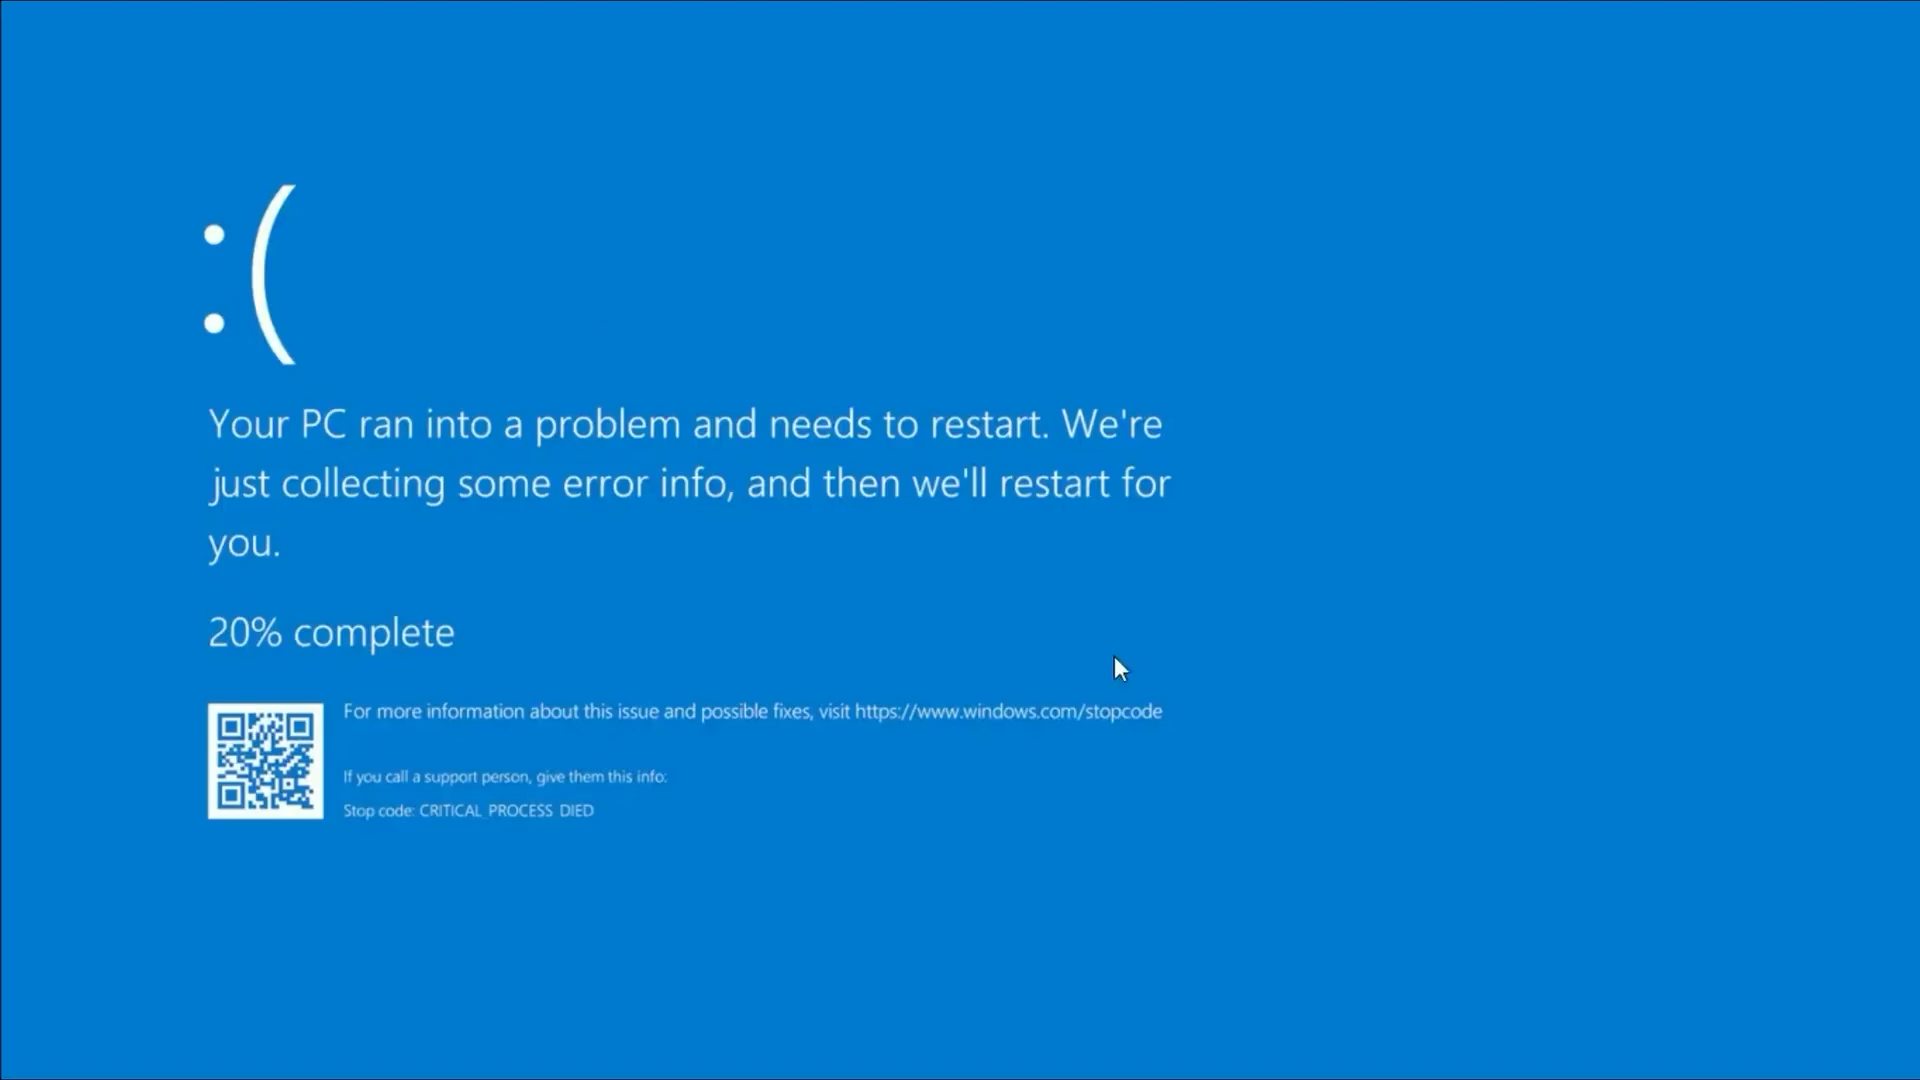 :(
Your PC ran into a problem and needs to restart. We're
just collecting some error info, and then we'll restart for
you.
20% complete
For more information about this issue and possible fixes, visit https://www.windows.com/stopcode
If you call a support person, give them this info:
Stop code: CRITICAL_PROCESS_DIED